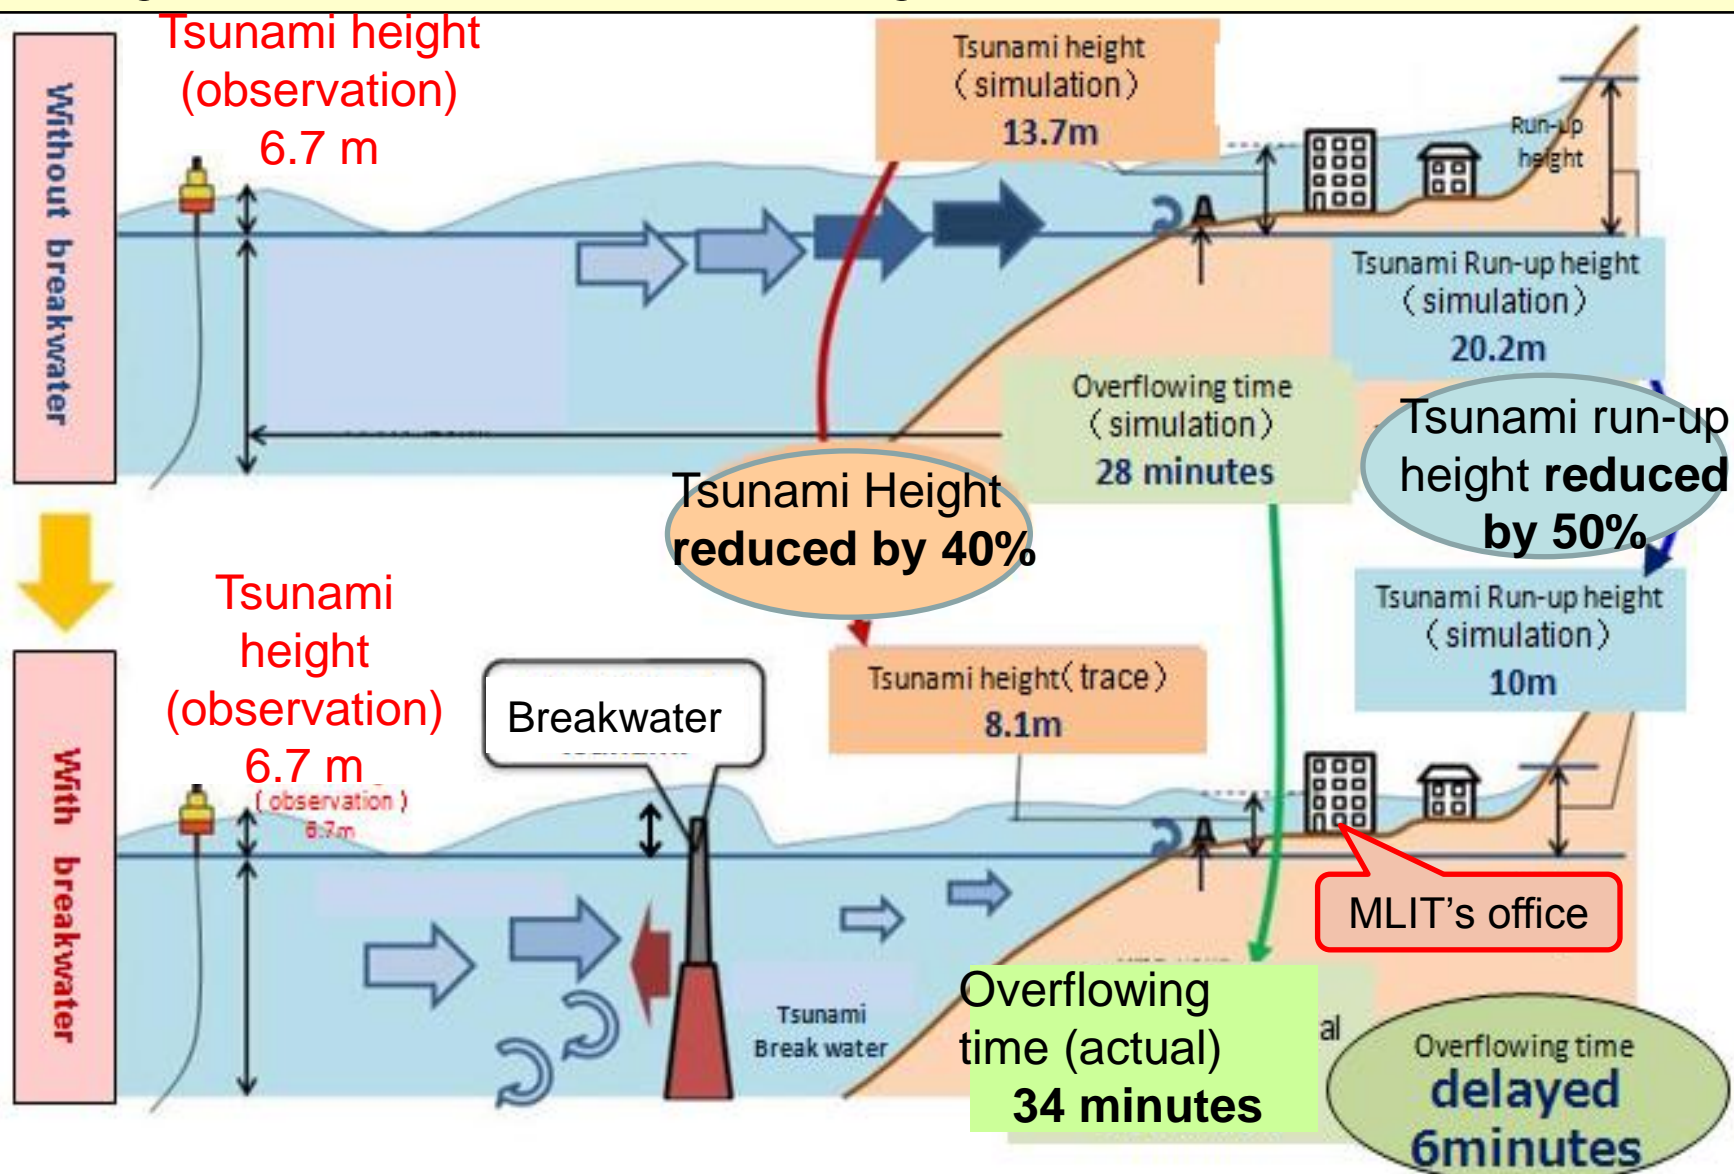 Without breakwater
Tsunami height
(observation)
6.7 m
Tsunami height
(simulation)
13.7m
Run-up
height
Tsunami Run-up height
(simulation)
20.2m
Overflowing time
(simulation)
28 minutes
Tsunami Height
reduced by 40%
Tsunami run-up
height reduced
by 50%
With breakwater
Tsunami
height
(observation)
6.7 m
(observation)
6.7m
Breakwater
Tsunami height(trace)
8.1m
Tsunami Run-up height
(simulation)
10m
MLIT's office
Tsunami
Break water
Overflowing
time (actual)
34 minutes
al
Overflowing time
delayed
6minutes